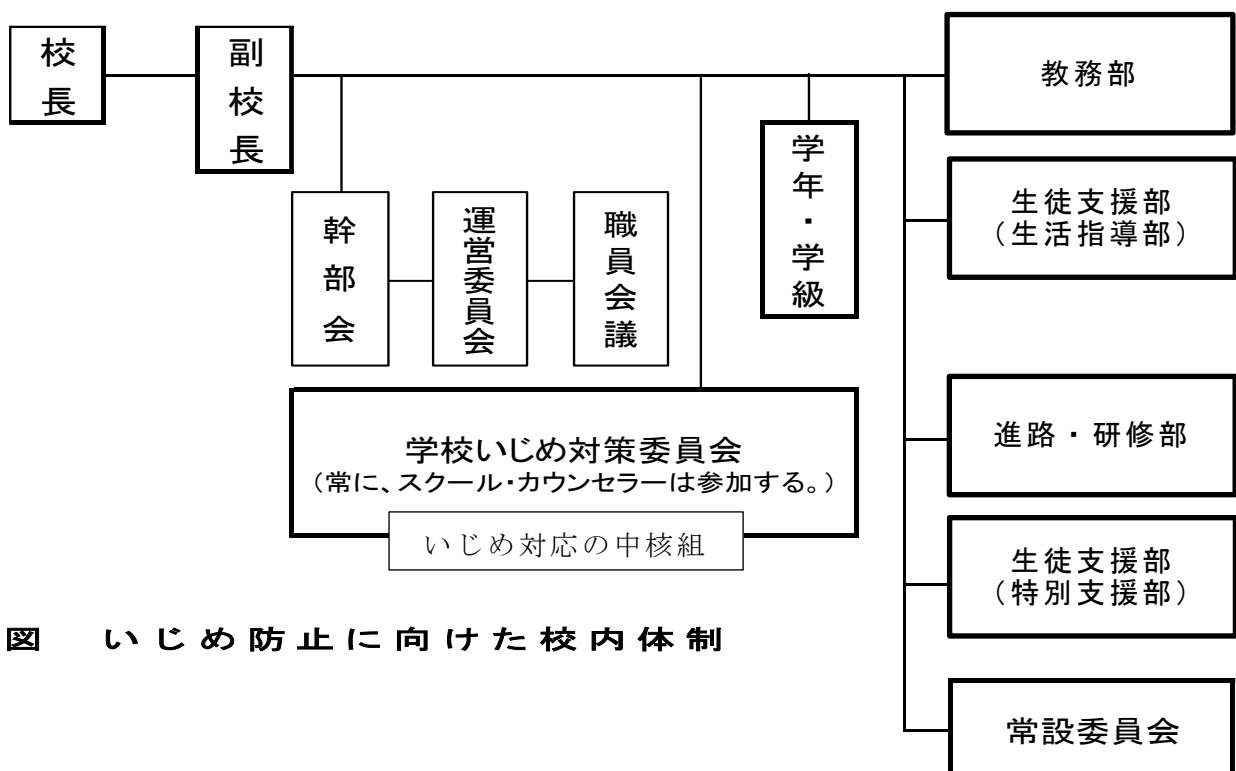 校長
副校長
幹部会
運営委員会
職員会議
学年・学級
学校いじめ対策委員会
（常に、スクール・カウンセラーは参加する。）
いじめ対応の中核組
教務部
生徒支援部
（生活指導部）
進路・研修部
生徒支援部
（特別支援部）
常設委員会
図　いじめ防止に向けた校内体制